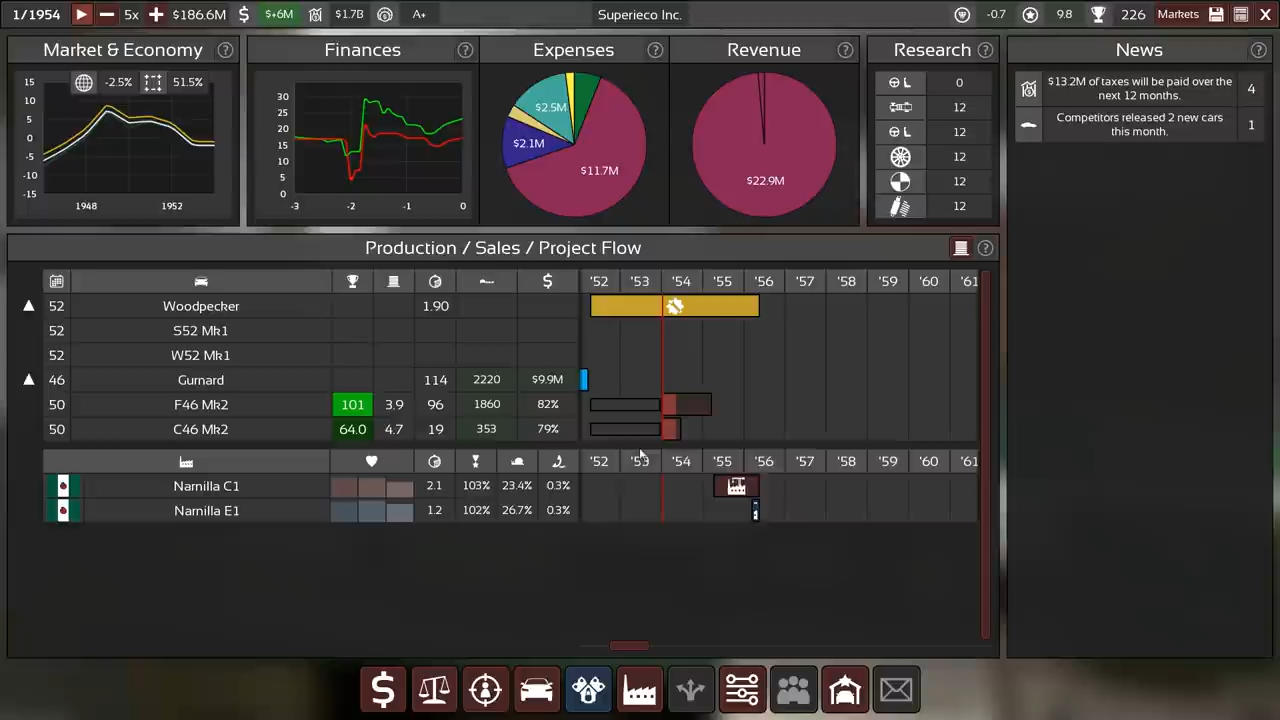 1/1954 5x $186.6M $ $+6M $1.7B A+ Superieco Inc. -0.7 9.8 226 Markets
Market & Economy ?
Finances ?
Expenses ?
Revenue ?
Research ?
News ?
-2.5% 51.5%
15
10
5
0
-5
-10
-15
1948 1952
30
25
20
15
10
5
0
-3 -2 -1 0
$2.5M
$2.1M
$11.7M
$22.9M
L 0
12
L 12
12
12
12
$13.2M of taxes will be paid over the next 12 months. 4
Competitors released 2 new cars this month. 1
Production / Sales / Project Flow ?
$ '52 '53 '54 '55 '56 '57 '58 '59 '60 '61
52 Woodpecker 1.90
52 S52 Mk1
52 W52 Mk1
46 Gurnard 114 2220 $9.9M
50 F46 Mk2 101 3.9 96 1860 82%
50 C46 Mk2 64.0 4.7 19 353 79%
'52 '53 '54 '55 '56 '57 '58 '59 '60 '61
Narnilla C1 2.1 103% 23.4% 0.3%
Narnilla E1 1.2 102% 26.7% 0.3%
$